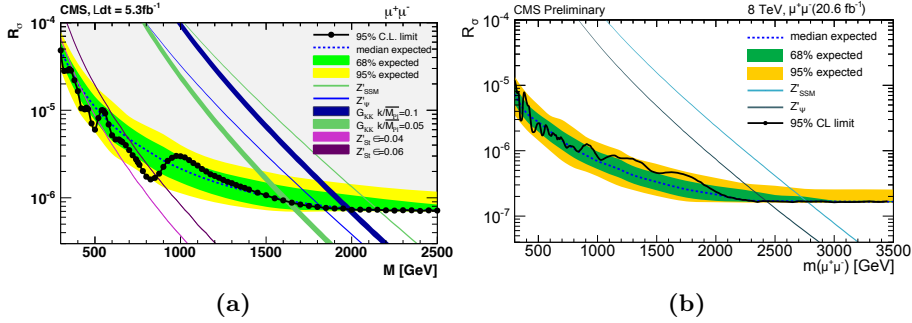 CMS, ∫Ldt = 5.3fb⁻¹
μ⁺μ⁻
R_σ
10⁻⁴
10⁻⁵
10⁻⁶
95% C.L. limit
median expected
68% expected
95% expected
Z'_SSM
Z'_Ψ
G_KK k/M̅_Pl=0.1
G_KK k/M̅_Pl=0.05
Z'_St ∈=0.04
Z'_St ∈=0.06
500 1000 1500 2000 2500
M [GeV]
(a)
CMS Preliminary
8 TeV, μ⁺μ⁻ (20.6 fb⁻¹)
R_σ
10⁻⁴
10⁻⁵
10⁻⁶
10⁻⁷
median expected
68% expected
95% expected
Z'_SSM
Z'_Ψ
95% CL limit
500 1000 1500 2000 2500 3000 3500
m(μ⁺μ⁻) [GeV]
(b)